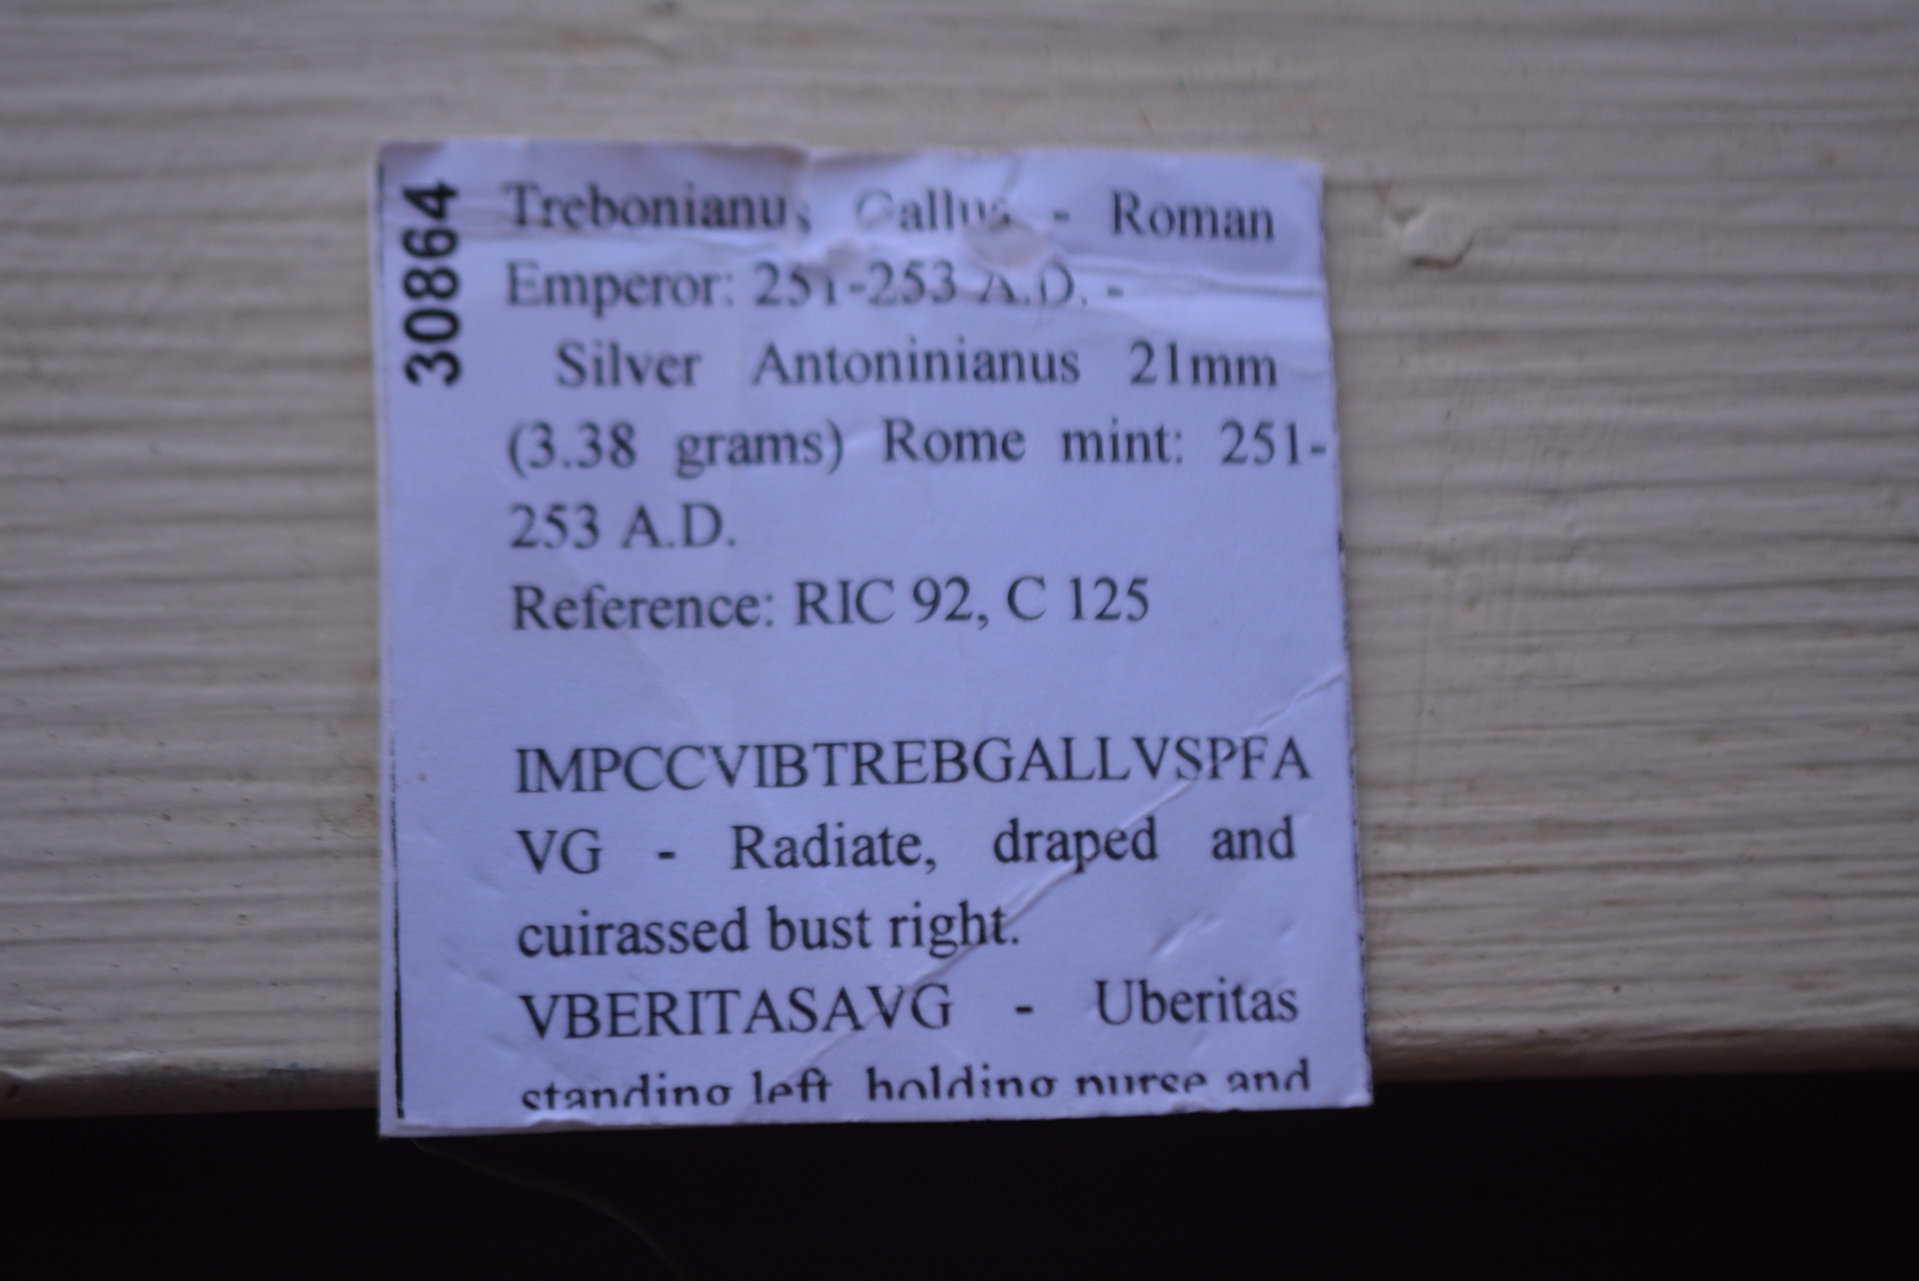 30864
Trebonianus Gallus - Roman
Emperor: 251-253 A.D. -
Silver Antoninianus 21mm
(3.38 grams) Rome mint: 251-
253 A.D.
Reference: RIC 92, C 125
IMPCCVIBTREBGALLVSPFA
VG - Radiate, draped and
cuirassed bust right.
VBERITASAVG - Uberitas
standing left, holding purse and